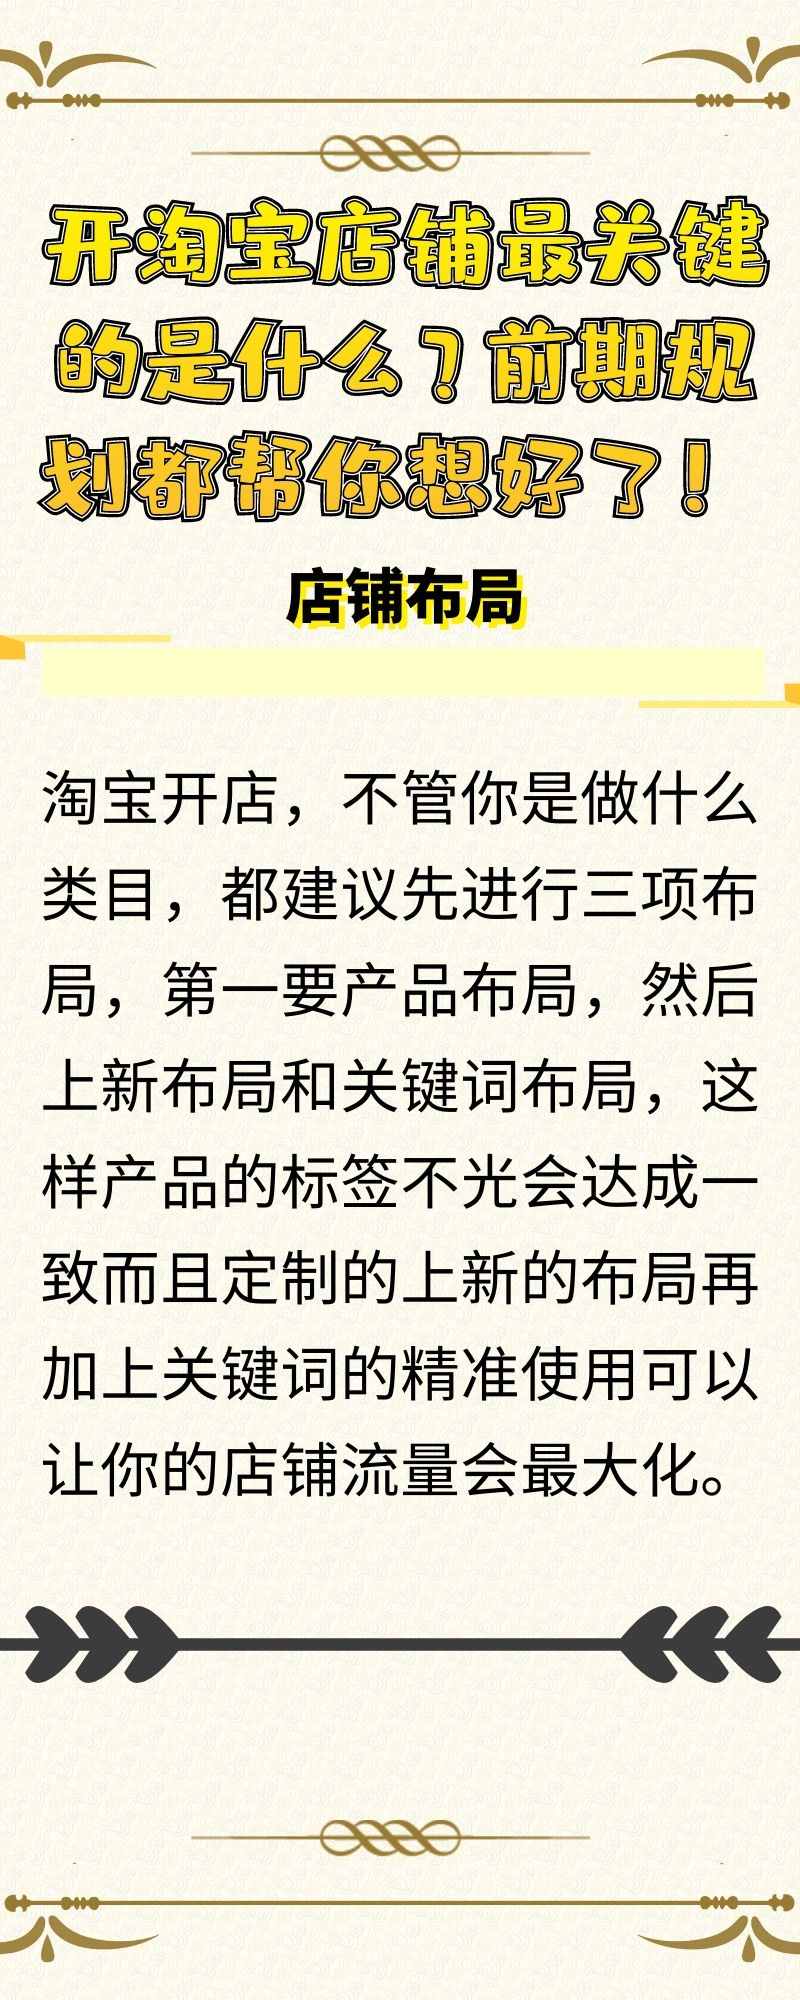 开淘宝店铺最关键
的是什么？前期规
划都帮你想好了！
店铺布局
淘宝开店，不管你是做什么
类目，都建议先进行三项布
局，第一要产品布局，然后
上新布局和关键词布局，这
样产品的标签不光会达成一
致而且定制的上新的布局再
加上关键词的精准使用可以
让你的店铺流量会最大化。